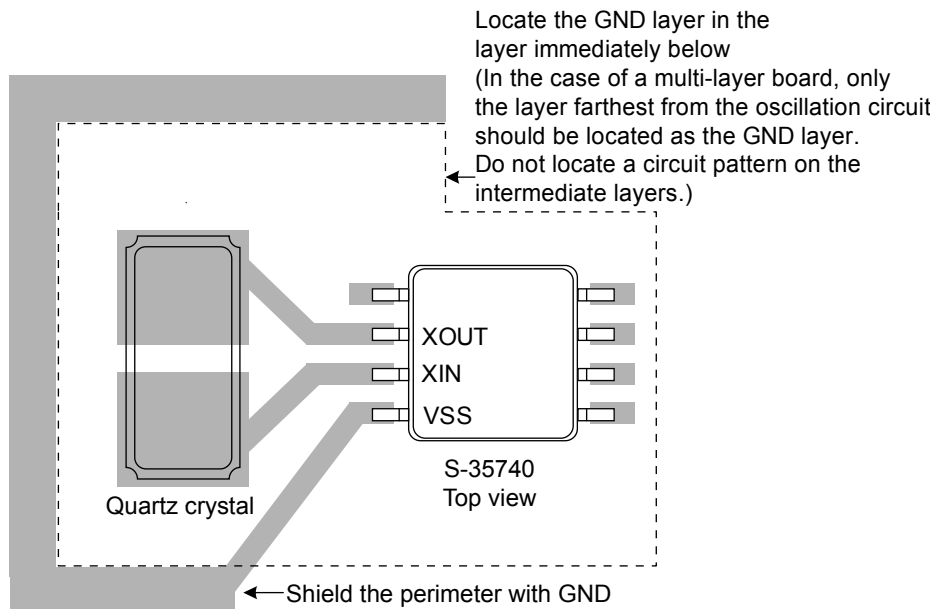 Locate the GND layer in the
layer immediately below
(In the case of a multi-layer board, only
the layer farthest from the oscillation circuit
should be located as the GND layer.
Do not locate a circuit pattern on the
intermediate layers.)
XOUT
XIN
VSS
S-35740
Top view
Quartz crystal
Shield the perimeter with GND